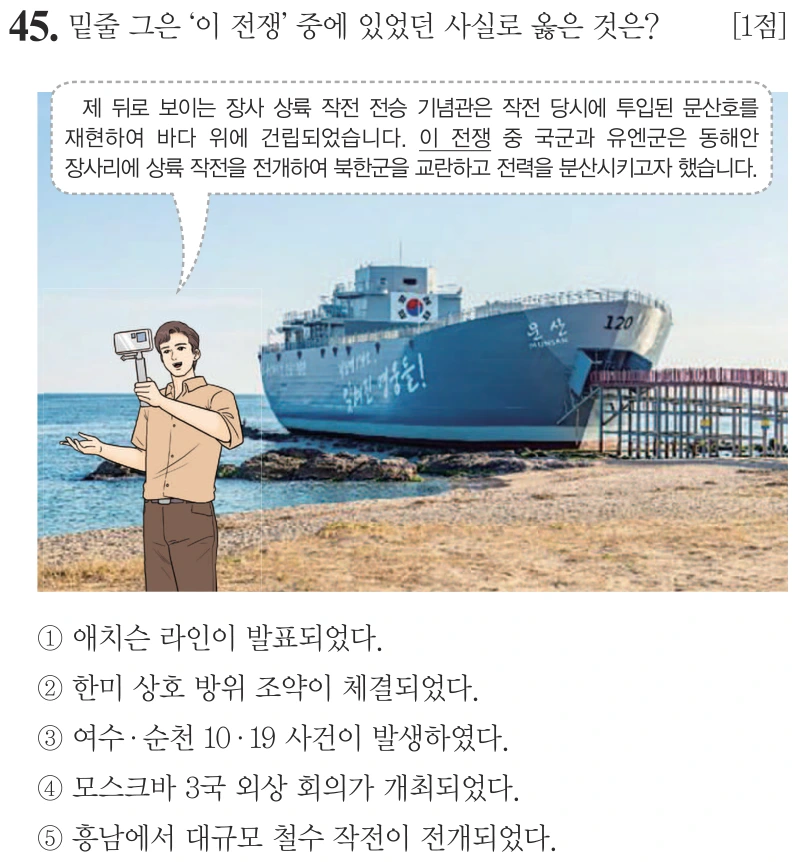 45. 밑줄 그은 ‘이 전쟁’ 중에 있었던 사실로 옳은 것은? [1점]
제 뒤로 보이는 장사 상륙 작전 전승 기념관은 작전 당시에 투입된 문산호를
재현하여 바다 위에 건립되었습니다. 이 전쟁 중 국군과 유엔군은 동해안
장사리에 상륙 작전을 전개하여 북한군을 교란하고 전력을 분산시키고자 했습니다.
문산 120
MUNSAN
잊혀진 영웅들!
① 애치슨 라인이 발표되었다.
② 한미 상호 방위 조약이 체결되었다.
③ 여수·순천 10·19 사건이 발생하였다.
④ 모스크바 3국 외상 회의가 개최되었다.
⑤ 흥남에서 대규모 철수 작전이 전개되었다.